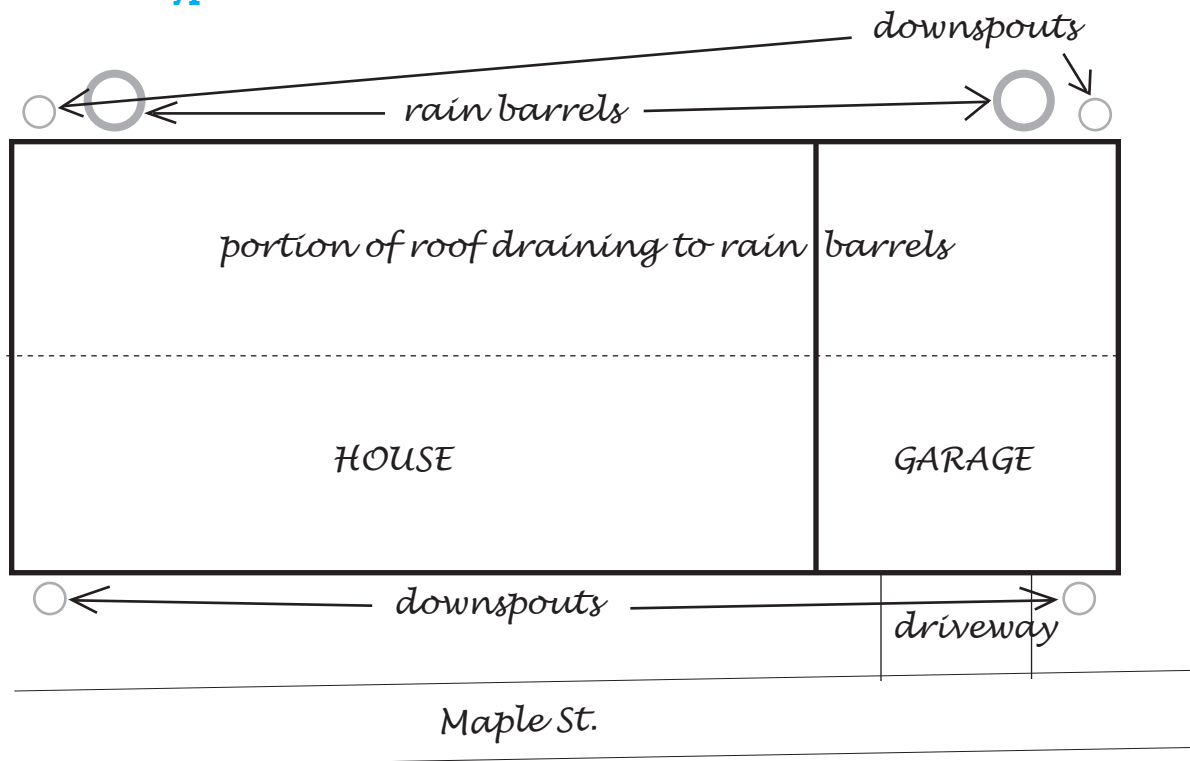 downspouts
rain barrels
portion of roof draining to rain barrels
HOUSE
GARAGE
downspouts
driveway
Maple St.